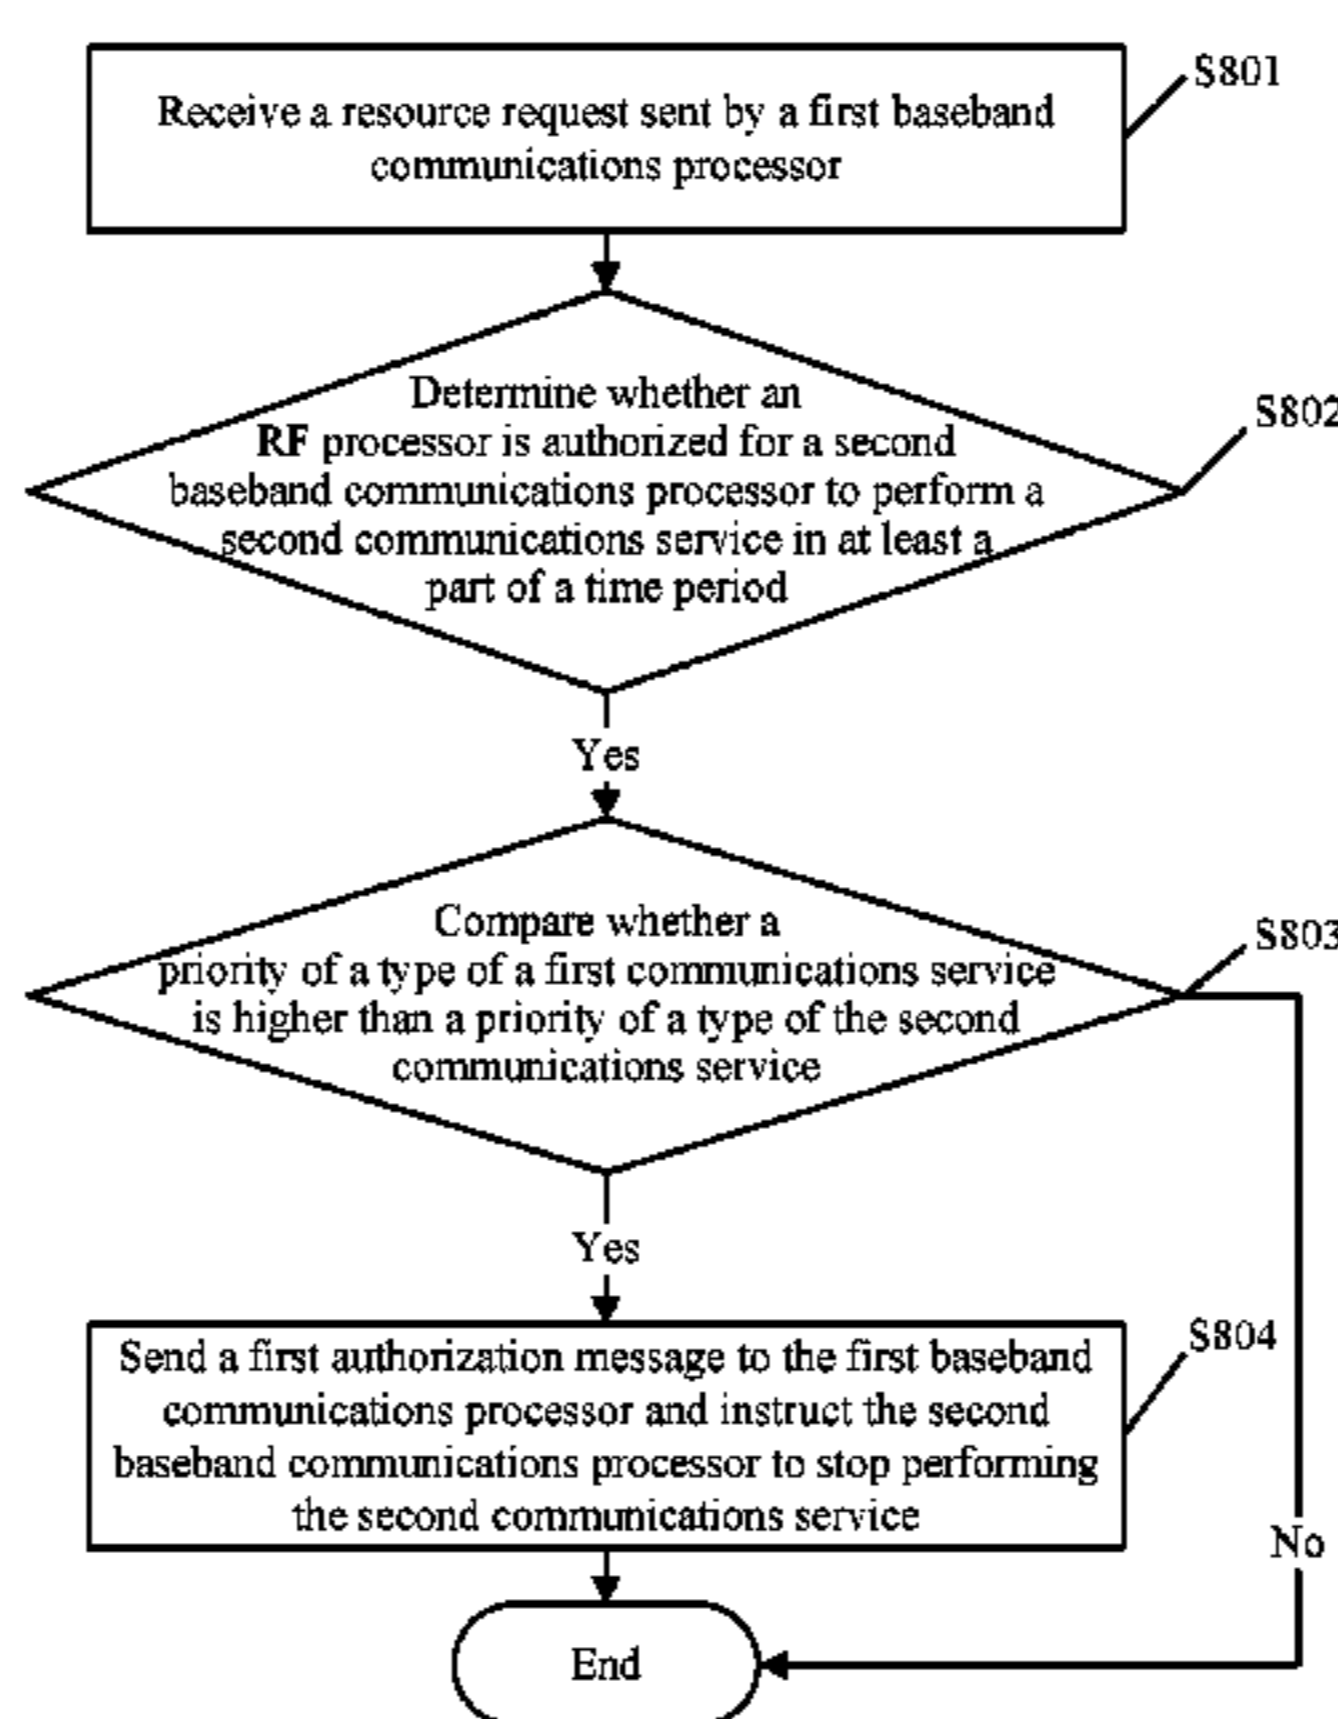 Receive a resource request sent by a first baseband
communications processor
S801
Determine whether an
RF processor is authorized for a second
baseband communications processor to perform a
second communications service in at least a
part of a time period
S802
Yes
Compare whether a
priority of a type of a first communications service
is higher than a priority of a type of the second
communications service
S803
Yes
Send a first authorization message to the first baseband
communications processor and instruct the second
baseband communications processor to stop performing
the second communications service
S804
No
End